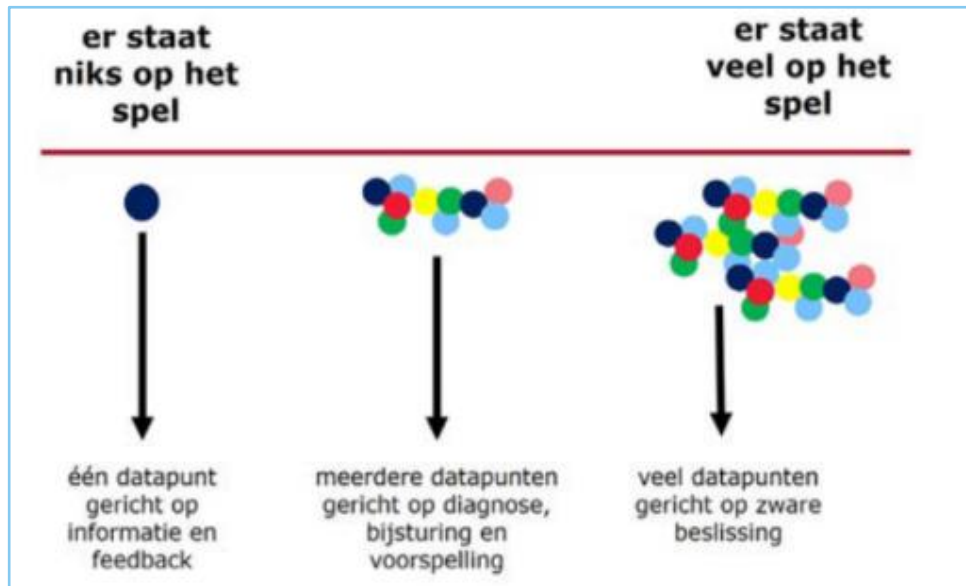 er staat
niks op het
spel
er staat
veel op het
spel
één datapunt
gericht op
informatie en
feedback
meerdere datapunten
gericht op diagnose,
bijsturing en
voorspelling
veel datapunten
gericht op zware
beslissing